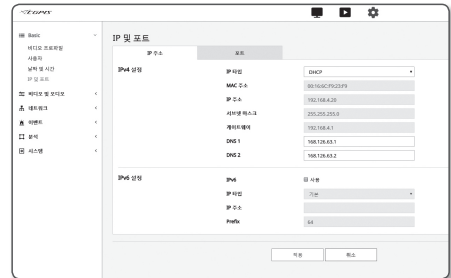 EGPIX
Basic
비디오 프로파일
사용자
날짜 및 시간
IP 및 포트
비디오 및 오디오
네트워크
이벤트
분석
시스템
IP 및 포트
IP 주소
포트
IPv4 설정
IP 타입
DHCP
MAC 주소
00:16:6C:F9:23:F9
IP 주소
192.168.4.20
서브넷 마스크
255.255.255.0
게이트웨이
192.168.4.1
DNS 1
168.126.63.1
DNS 2
168.126.63.2
IPv6 설정
IPv6
사용
IP 타입
기본
IP 주소
Prefix
64
적용
취소